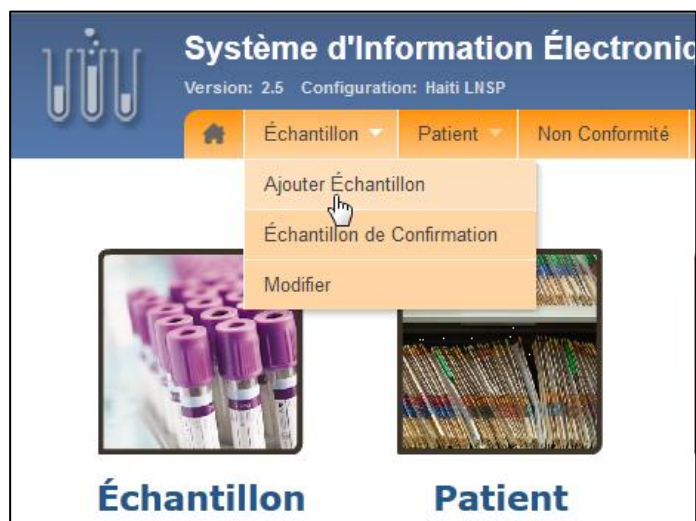 Système d'Information Électronic
Version: 2.5 Configuration: Haiti LNSP
Échantillon Patient Non Conformité
Ajouter Échantillon
Échantillon de Confirmation
Modifier
Échantillon Patient